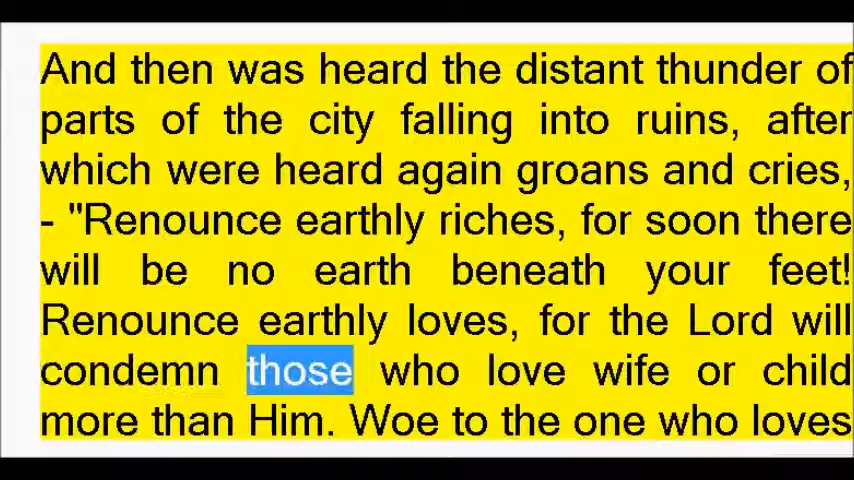 And then was heard the distant thunder of
parts of the city falling into ruins, after
which were heard again groans and cries,
- "Renounce earthly riches, for soon there
will be no earth beneath your feet!
Renounce earthly loves, for the Lord will
condemn those who love wife or child
more than Him. Woe to the one who loves